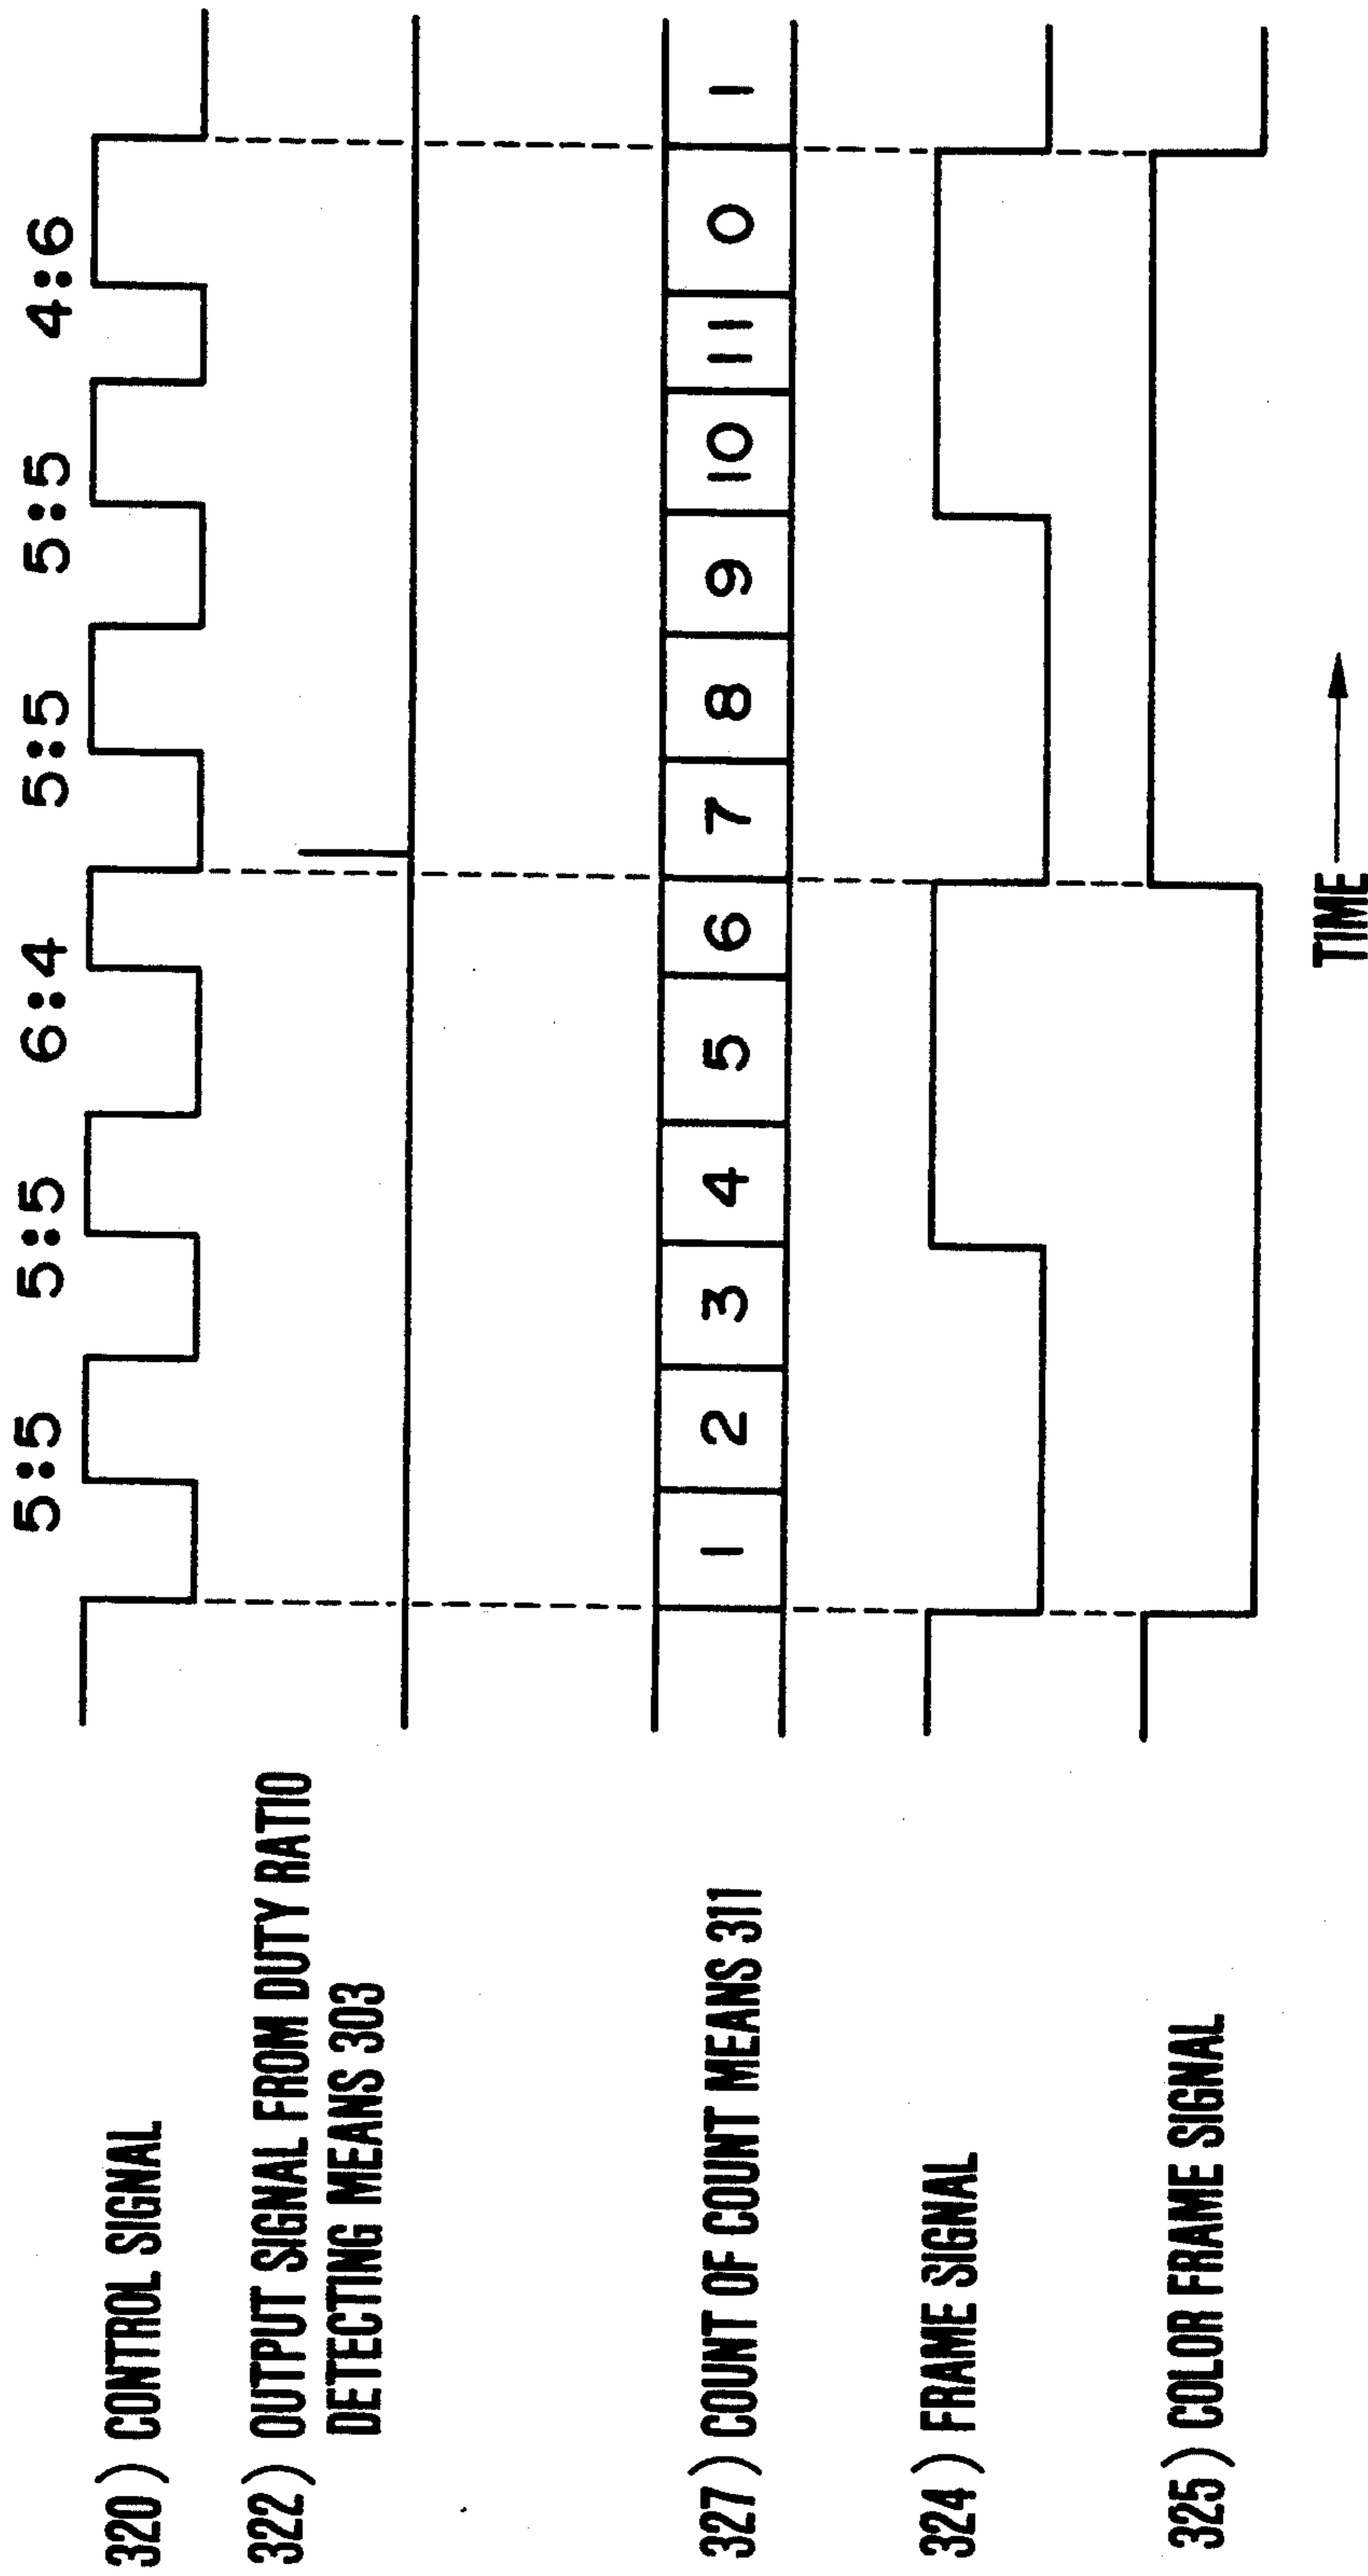 5:5 5:5 6:4 5:5 5:5 4:6
320) CONTROL SIGNAL
322) OUTPUT SIGNAL FROM DUTY RATIO
DETECTING MEANS 303
327) COUNT OF COUNT MEANS 311
1 2 3 4 5 6 7 8 9 10 11 0 1
324) FRAME SIGNAL
325) COLOR FRAME SIGNAL
TIME